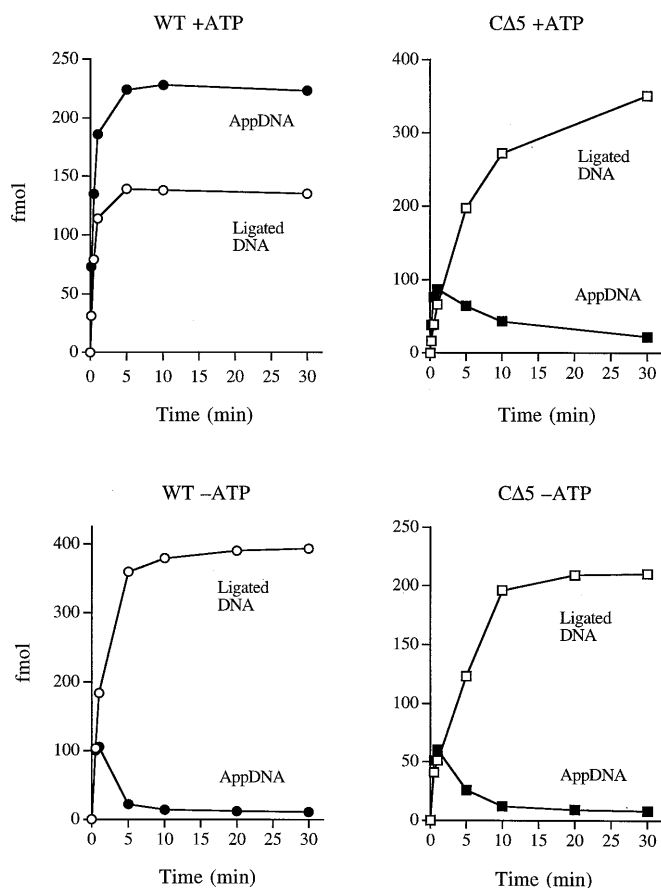 WT +ATP
250
200
150
100
50
0
fmol
AppDNA
Ligated
DNA
0 5 10 15 20 25 30
Time (min)
CΔ5 +ATP
400
300
200
100
0
Ligated
DNA
AppDNA
0 5 10 15 20 25 30
Time (min)
WT –ATP
400
300
200
100
0
fmol
Ligated
DNA
AppDNA
0 5 10 15 20 25 30
Time (min)
CΔ5 –ATP
250
200
150
100
50
0
Ligated
DNA
AppDNA
0 5 10 15 20 25 30
Time (min)